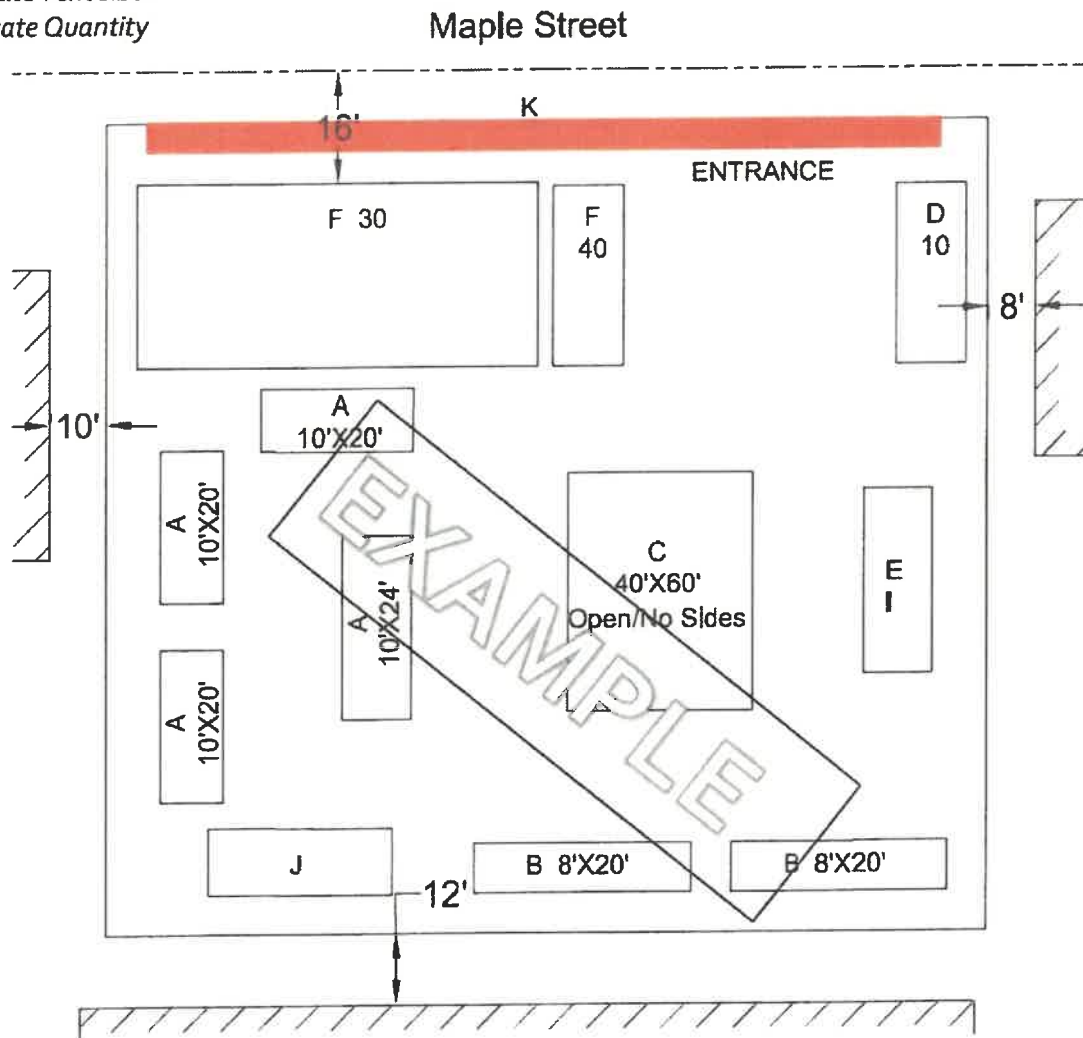 ate Quantity
Maple Street
K
16'
ENTRANCE
F 30
F
40
D
10
8'
10'
A
10'X20'
A
10'X20'
A
10'X24'
C
40'X60'
Open/No Sides
E
I
A
10'X20'
EXAMPLE
J
B 8'X20'
B 8'X20'
12'